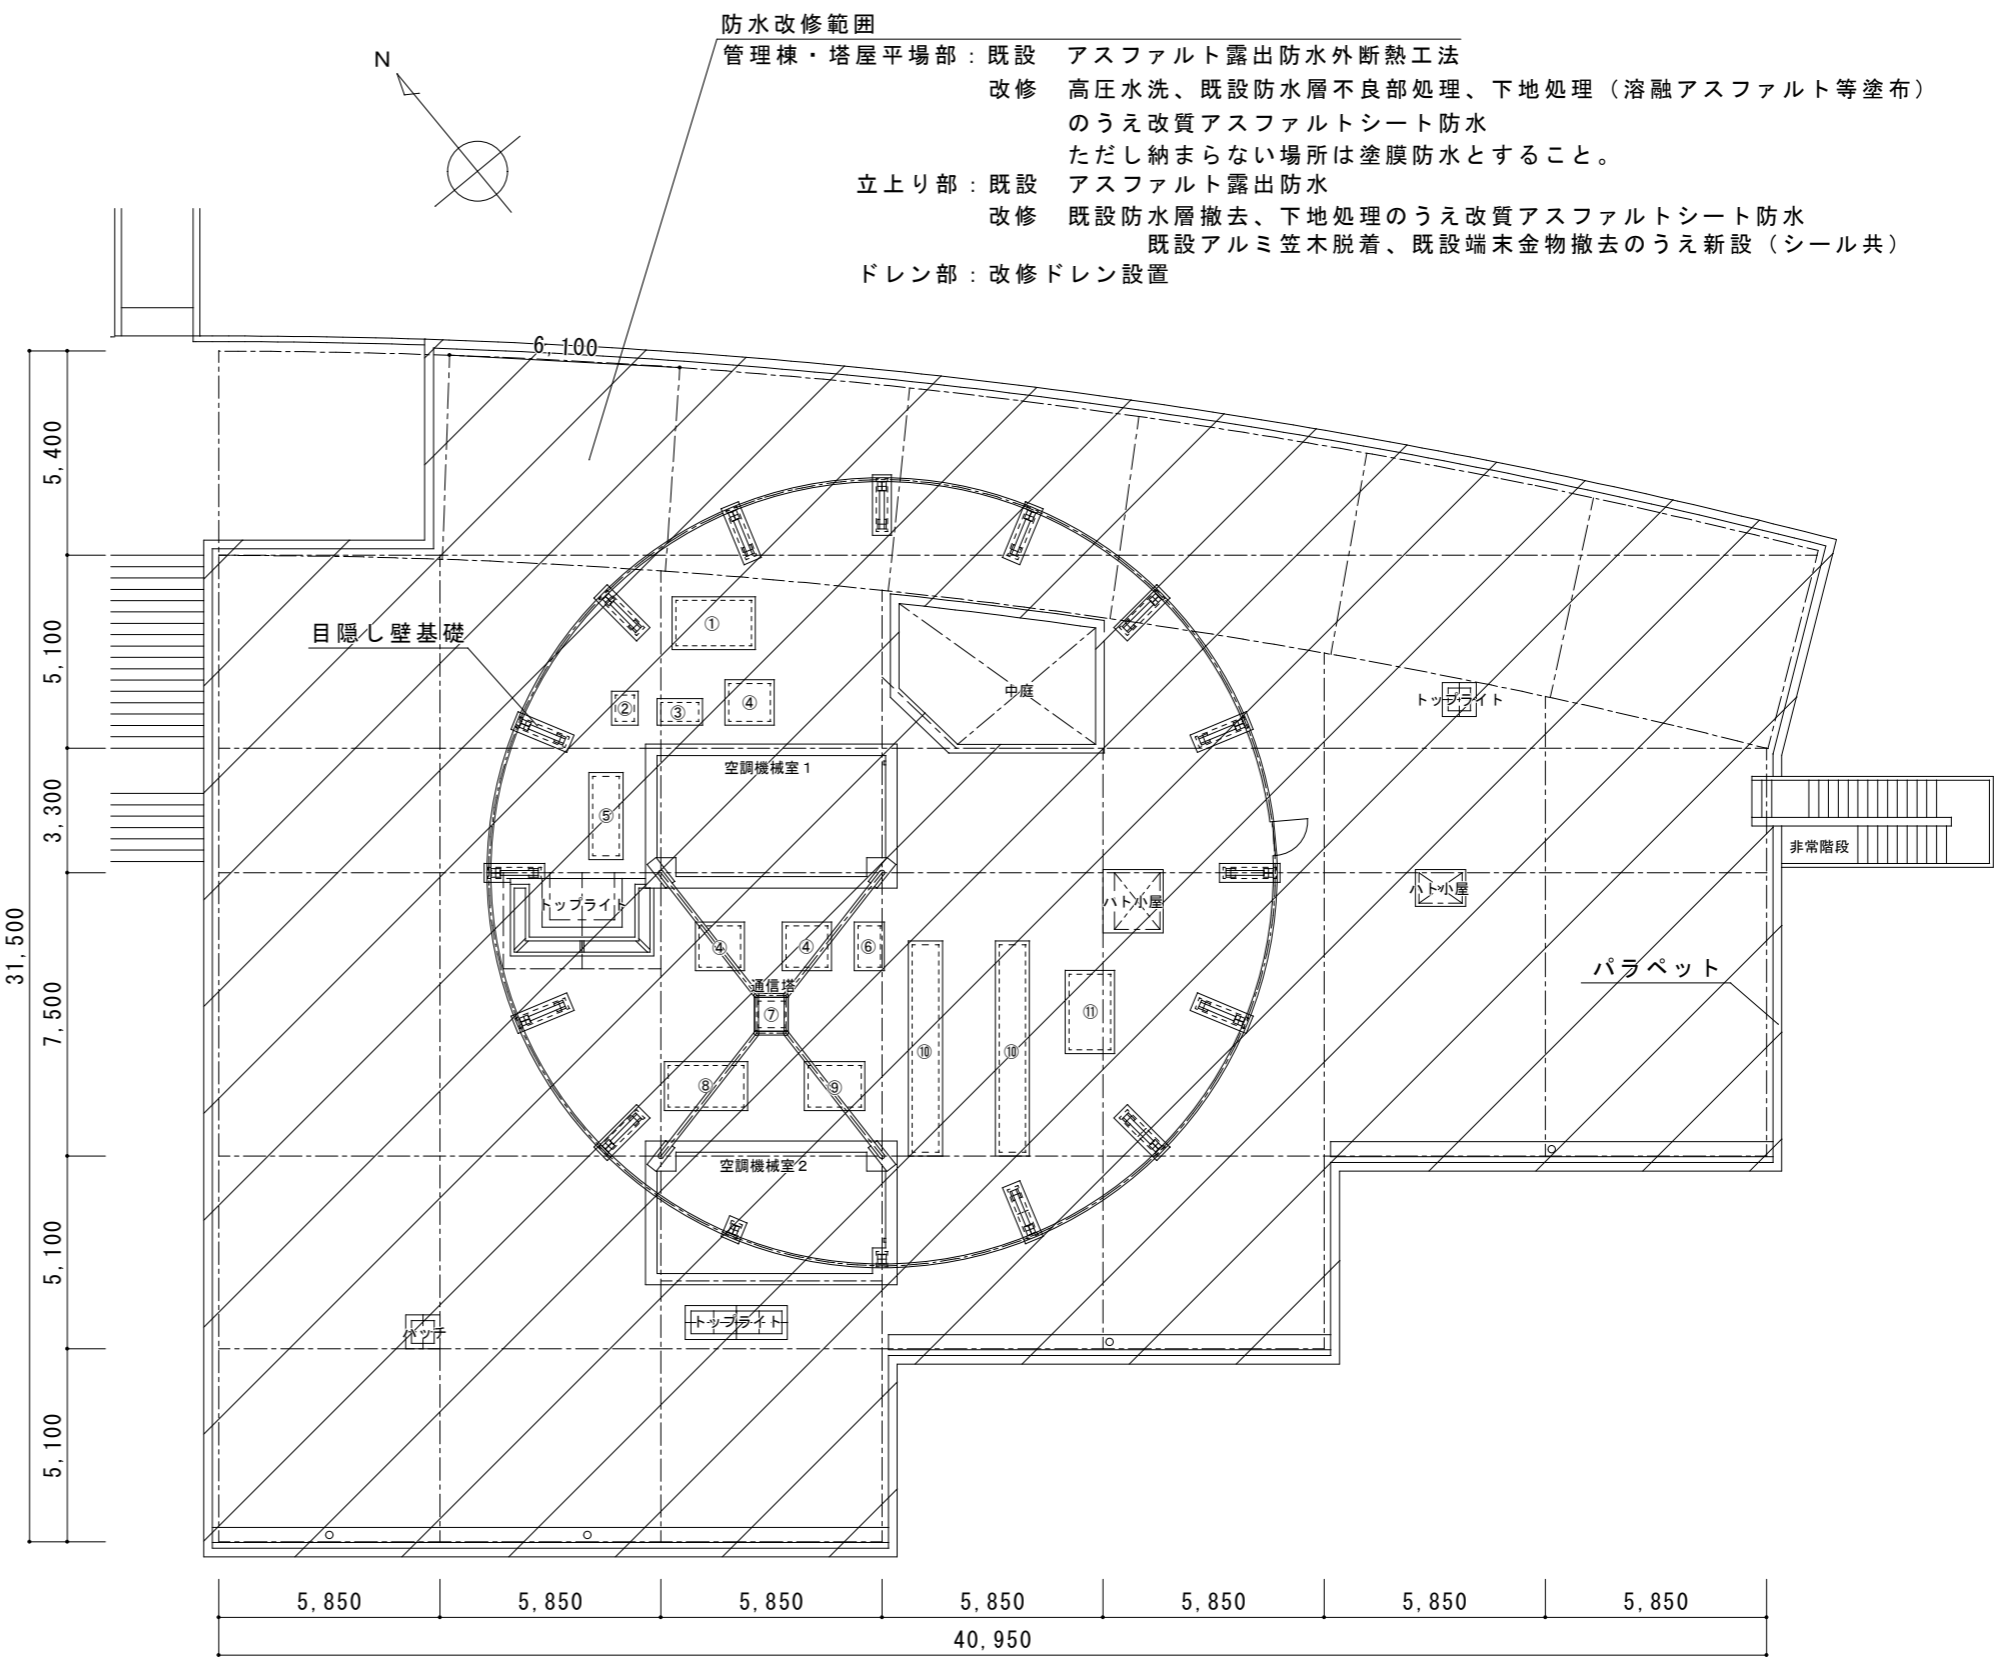 防水改修範囲
管理棟・塔屋平場部：既設　アスファルト露出防水外断熱工法
改修　高圧水洗、既設防水層不良部処理、下地処理（溶融アスファルト等塗布）
のうえ改質アスファルトシート防水
ただし納まらない場所は塗膜防水とすること。
立上り部：既設　アスファルト露出防水
改修　既設防水層撤去、下地処理のうえ改質アスファルトシート防水
既設アルミ笠木脱着、既設端末金物撤去のうえ新設（シール共）
ドレン部：改修ドレン設置
N
6,100
5,400
5,100
3,300
7,500
5,100
5,100
31,500
目隠し壁基礎
①
②
③
④
中庭
トップライト
空調機械室1
⑤
非常階段
トップライト
ハト小屋
ハト小屋
④
④
⑥
パラペット
通信塔
⑦
⑪
⑩
⑩
⑧
⑨
空調機械室2
ハッチ
トップライト
5,850
5,850
5,850
5,850
5,850
5,850
5,850
40,950